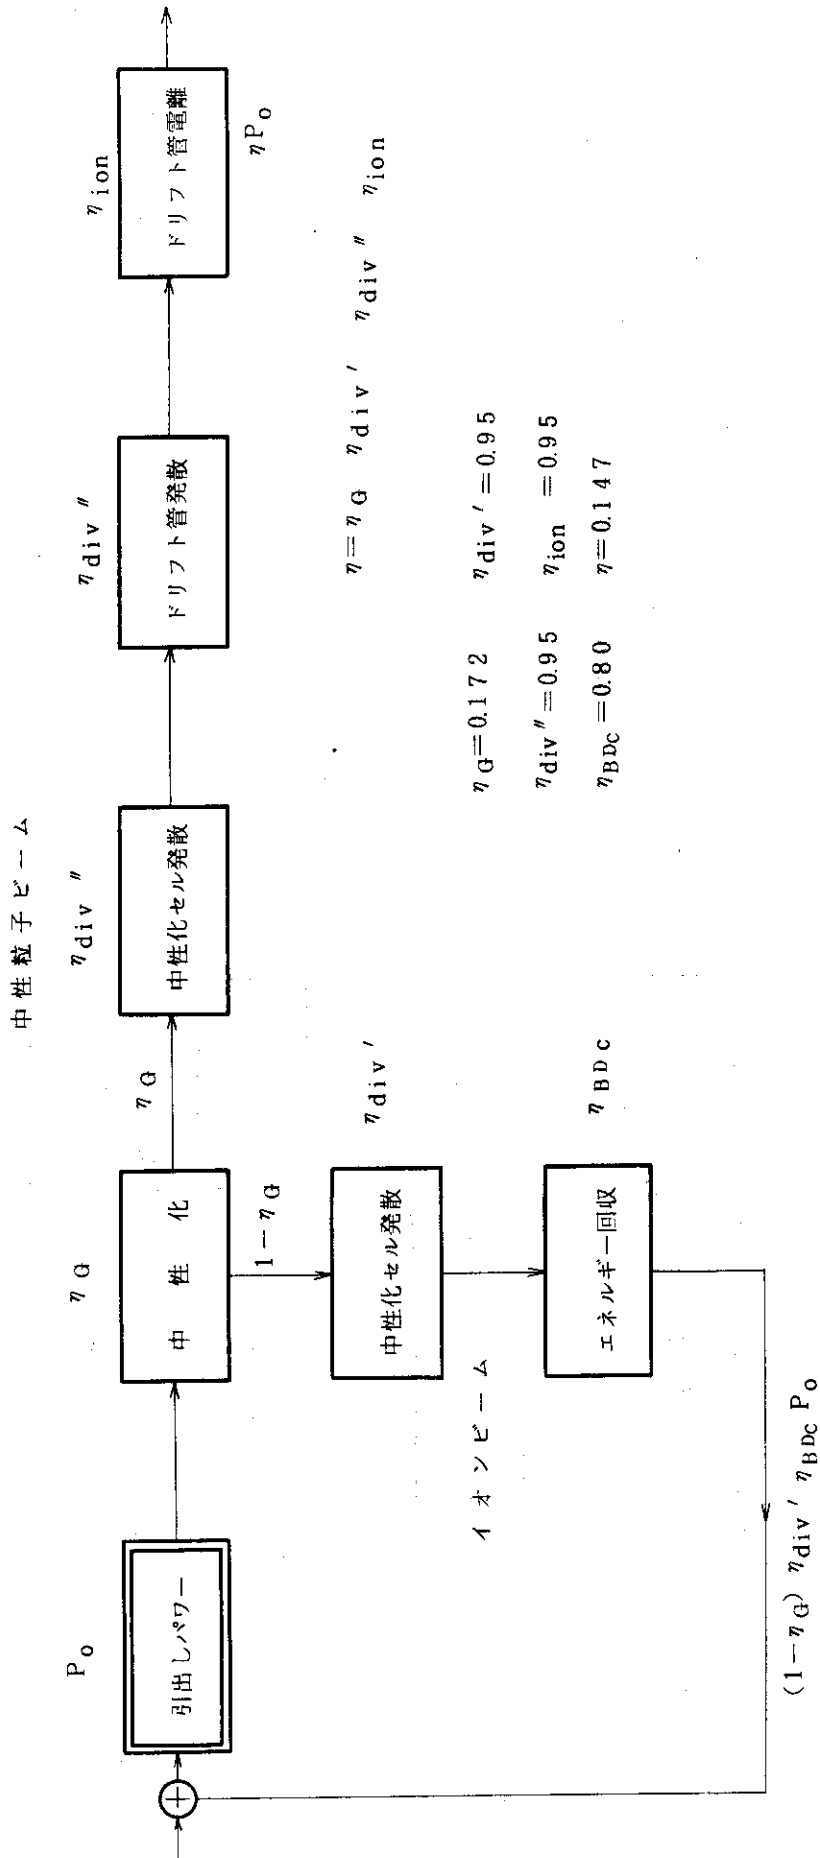 中性粒子ビーム
P₀
η_G
η_G
η_div″
η_div″
η_ion
引出しパワー
中性化
中性化セル発散
ドリフト管発散
ドリフト管電離
ηP₀
1−η_G
η_div′
中性化セル発散
イオンビーム
η_BDc
エネルギー回収
(1−η_G) η_div′ η_BDc P₀
η=η_G η_div′ η_div″ η_ion
η_G=0.172 η_div′=0.95
η_div″=0.95 η_ion=0.95
η_BDc=0.80 η=0.147